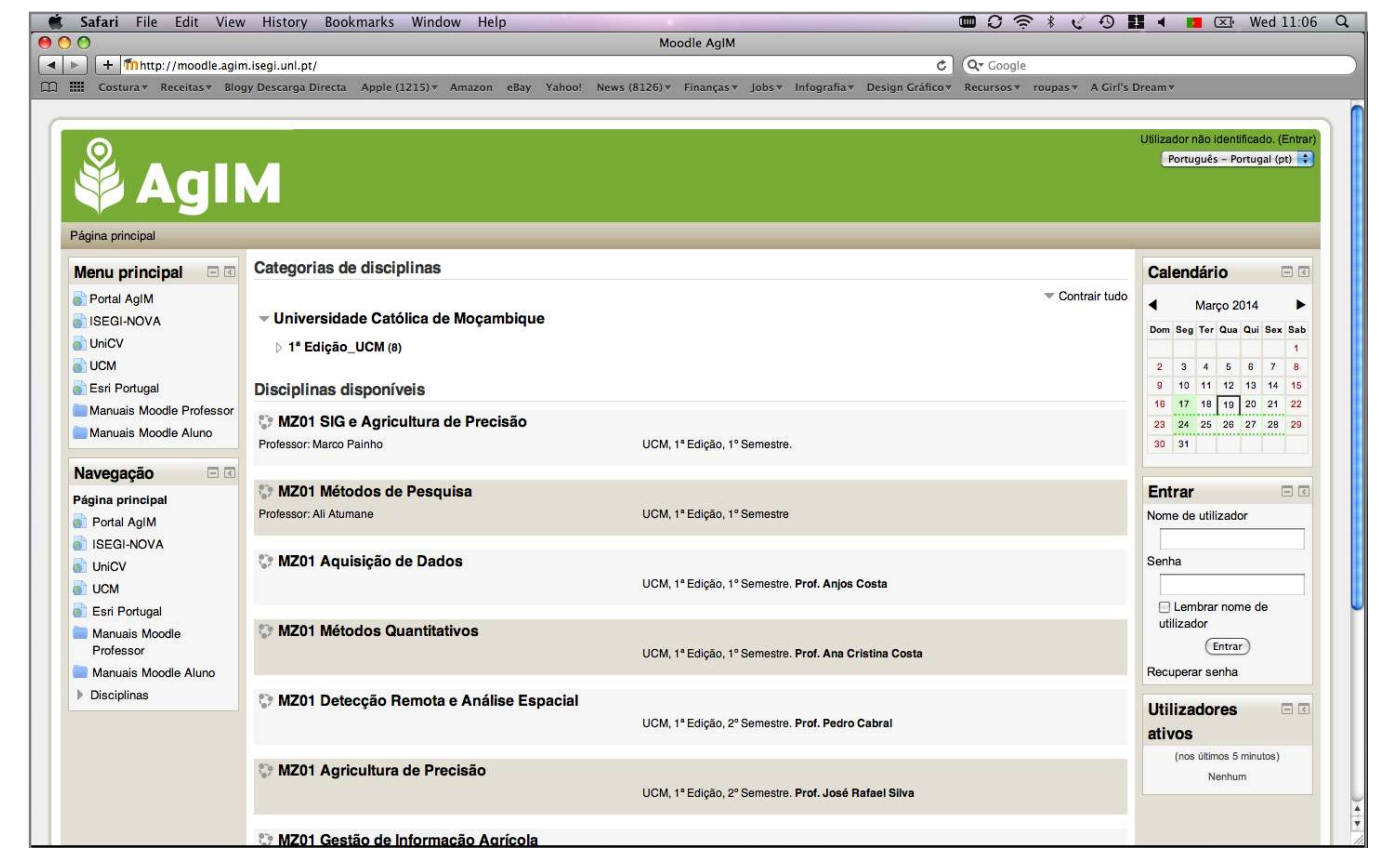 Safari File Edit View History Bookmarks Window Help
Wed 11:06
Moodle AgIM
http://moodle.agim.isegi.unl.pt/
Google
Costura Receitas Blogy Descarga Directa Apple (1215) Amazon eBay Yahoo! News (8126) Finanças Jobs Infografia Design Gráfico Recursos roupas A Girl's Dream
Utilizador não identificado. (Entrar)
Português – Portugal (pt)
AgIM
Página principal
Menu principal
Portal AgIM
ISEGI-NOVA
UniCV
UCM
Esri Portugal
Manuais Moodle Professor
Manuais Moodle Aluno
Navegação
Página principal
Portal AgIM
ISEGI-NOVA
UniCV
UCM
Esri Portugal
Manuais Moodle
Professor
Manuais Moodle Aluno
Disciplinas
Categorias de disciplinas
Contrair tudo
Universidade Católica de Moçambique
1ª Edição_UCM (8)
Disciplinas disponíveis
MZ01 SIG e Agricultura de Precisão
Professor: Marco Painho
UCM, 1ª Edição, 1º Semestre.
MZ01 Métodos de Pesquisa
Professor: Ali Atumane
UCM, 1ª Edição, 1º Semestre
MZ01 Aquisição de Dados
UCM, 1ª Edição, 1º Semestre. Prof. Anjos Costa
MZ01 Métodos Quantitativos
UCM, 1ª Edição, 1º Semestre. Prof. Ana Cristina Costa
MZ01 Detecção Remota e Análise Espacial
UCM, 1ª Edição, 2º Semestre. Prof. Pedro Cabral
MZ01 Agricultura de Precisão
UCM, 1ª Edição, 2º Semestre. Prof. José Rafael Silva
MZ01 Gestão de Informação Agrícola
Calendário
Março 2014
Dom Seg Ter Qua Qui Sex Sab
1
2 3 4 5 6 7 8
9 10 11 12 13 14 15
16 17 18 19 20 21 22
23 24 25 26 27 28 29
30 31
Entrar
Nome de utilizador
Senha
Lembrar nome de
utilizador
Entrar
Recuperar senha
Utilizadores
ativos
(nos últimos 5 minutos)
Nenhum